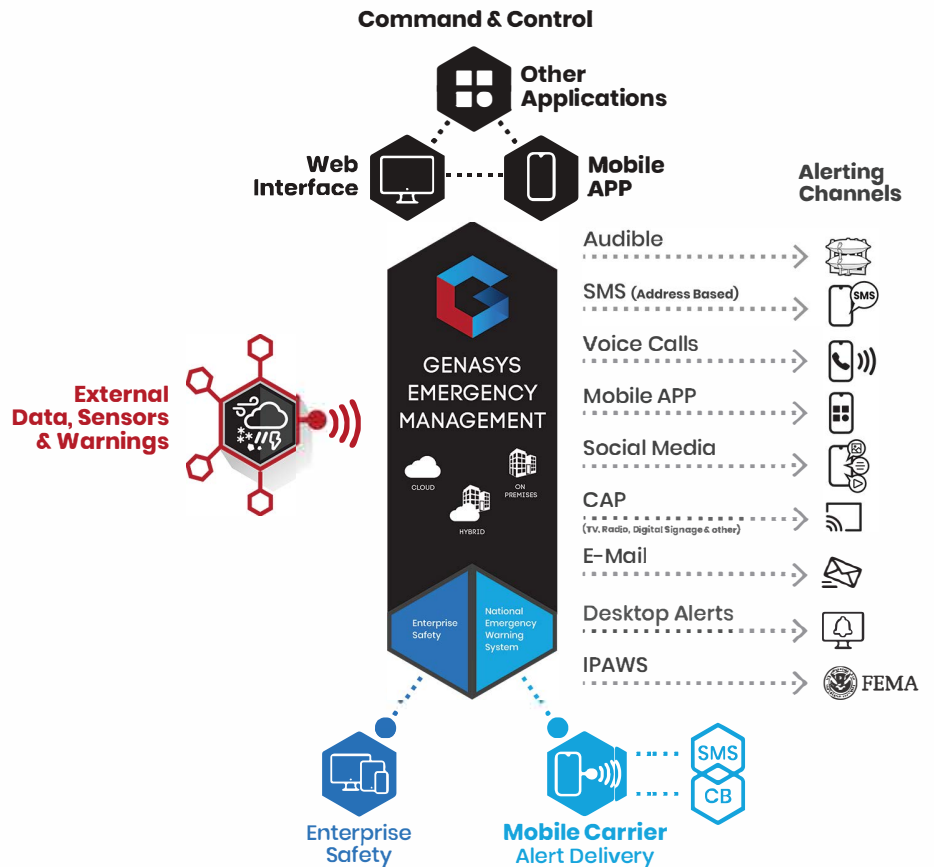 Command & Control
Other
Applications
Web
Interface
Mobile
APP
Alerting
Channels
GENASYS
EMERGENCY
MANAGEMENT
CLOUD
ON
PREMISES
HYBRID
Enterprise
Safety
National
Emergency
Warning
System
External
Data, Sensors
& Warnings
Audible
SMS (Address Based)
SMS
Voice Calls
Mobile APP
Social Media
CAP
(TV, Radio, Digital Signage & other)
E-Mail
Desktop Alerts
IPAWS
FEMA
Enterprise
Safety
Mobile Carrier
Alert Delivery
SMS
CB